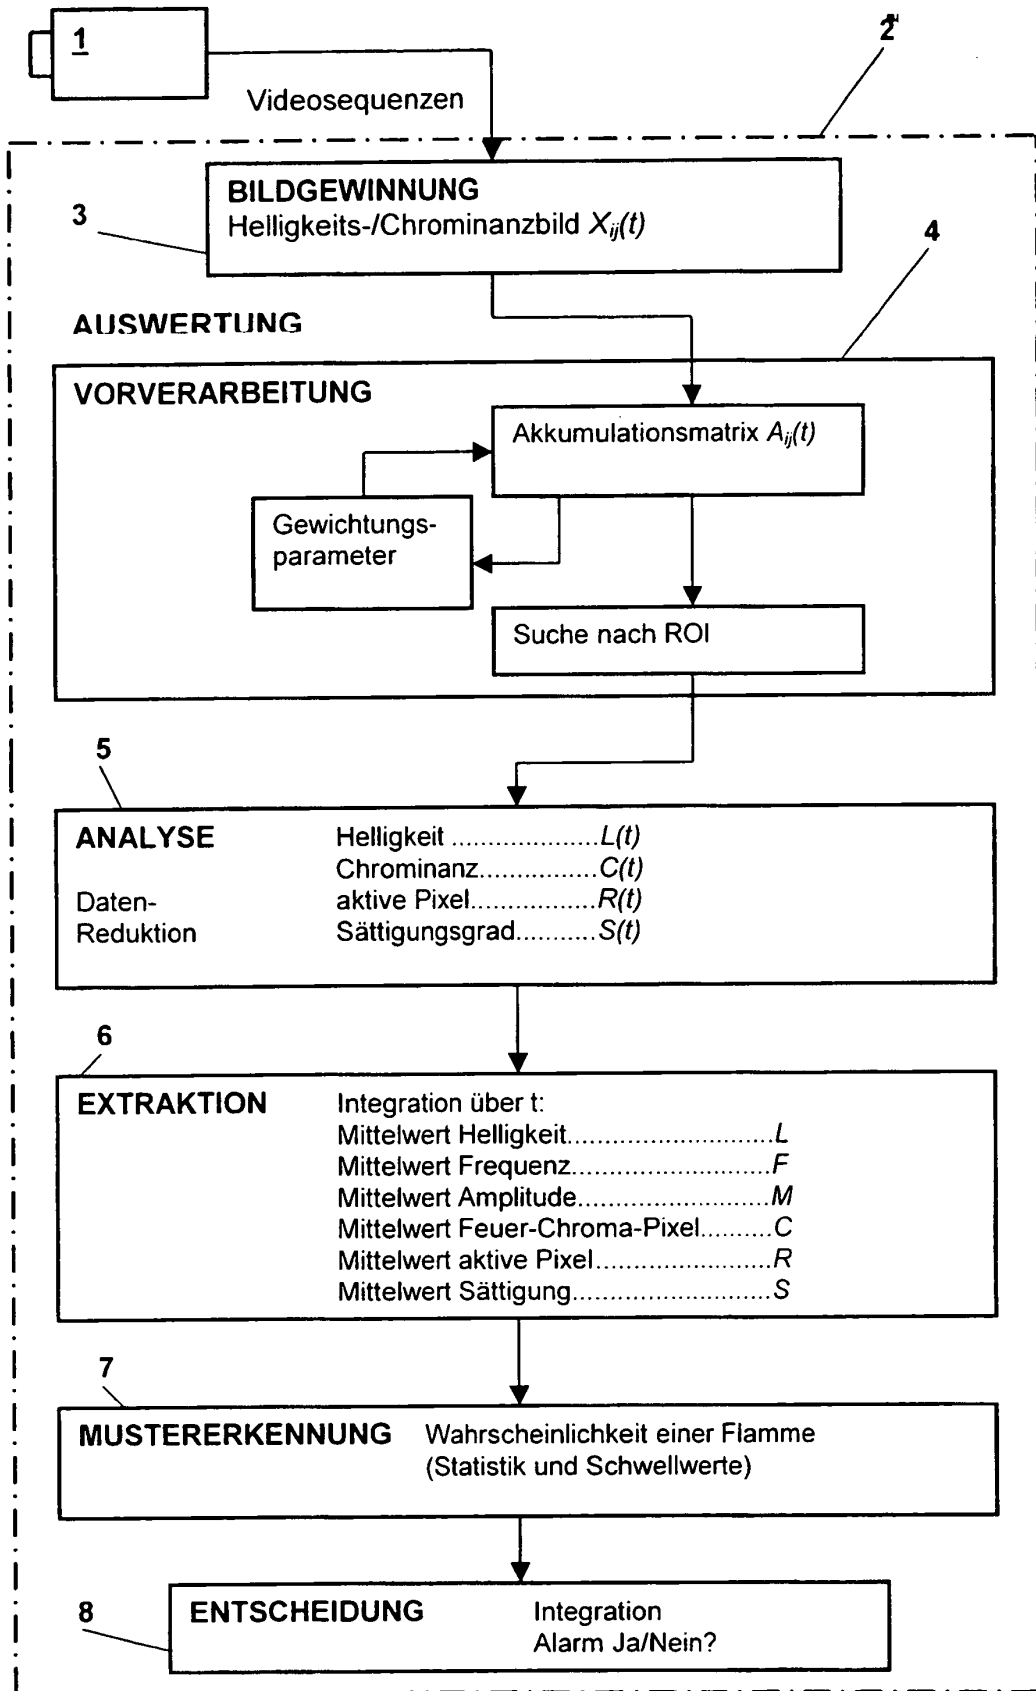 1
2
Videosequenzen
BILDGEWINNUNG
Helligkeits-/Chrominanzbild X_ij(t)
3
4
AUSWERTUNG
VORVERARBEITUNG
Akkumulationsmatrix A_ij(t)
Gewichtungs-
parameter
Suche nach ROI
5
ANALYSE
Daten-
Reduktion
Helligkeit .....................L(t)
Chrominanz................C(t)
aktive Pixel.................R(t)
Sättigungsgrad...........S(t)
6
EXTRAKTION
Integration über t:
Mittelwert Helligkeit.............................L
Mittelwert Frequenz............................F
Mittelwert Amplitude...........................M
Mittelwert Feuer-Chroma-Pixel..........C
Mittelwert aktive Pixel.........................R
Mittelwert Sättigung............................S
7
MUSTERERKENNUNG
Wahrscheinlichkeit einer Flamme
(Statistik und Schwellwerte)
8
ENTSCHEIDUNG
Integration
Alarm Ja/Nein?